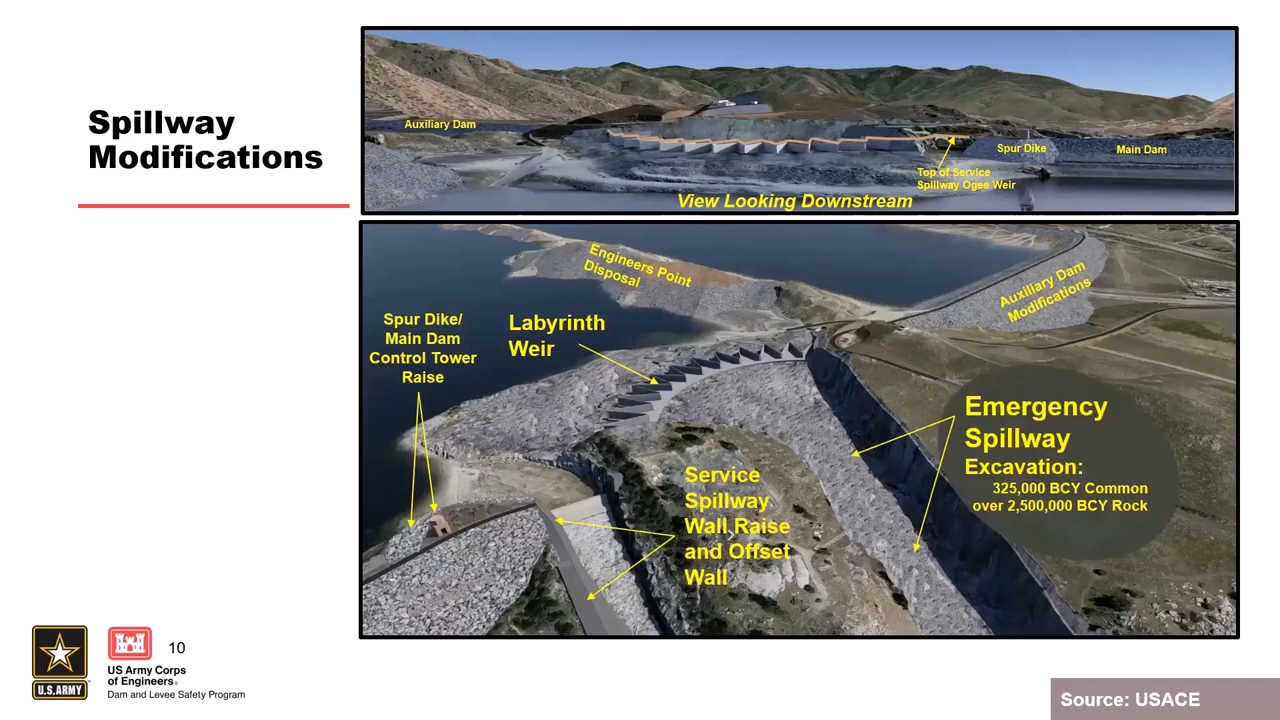 Spillway
Modifications
Auxiliary Dam
Spur Dike
Main Dam
Top of Service
Spillway Ogee Weir
View Looking Downstream
Engineers Point
Disposal
Auxiliary Dam
Modifications
Spur Dike/
Main Dam
Control Tower
Raise
Labyrinth
Weir
Emergency
Spillway
Excavation:
325,000 BCY Common
over 2,500,000 BCY Rock
Service
Spillway
Wall Raise
and Offset
Wall
U.S.ARMY
10
US Army Corps
of Engineers®
Dam and Levee Safety Program
Source: USACE